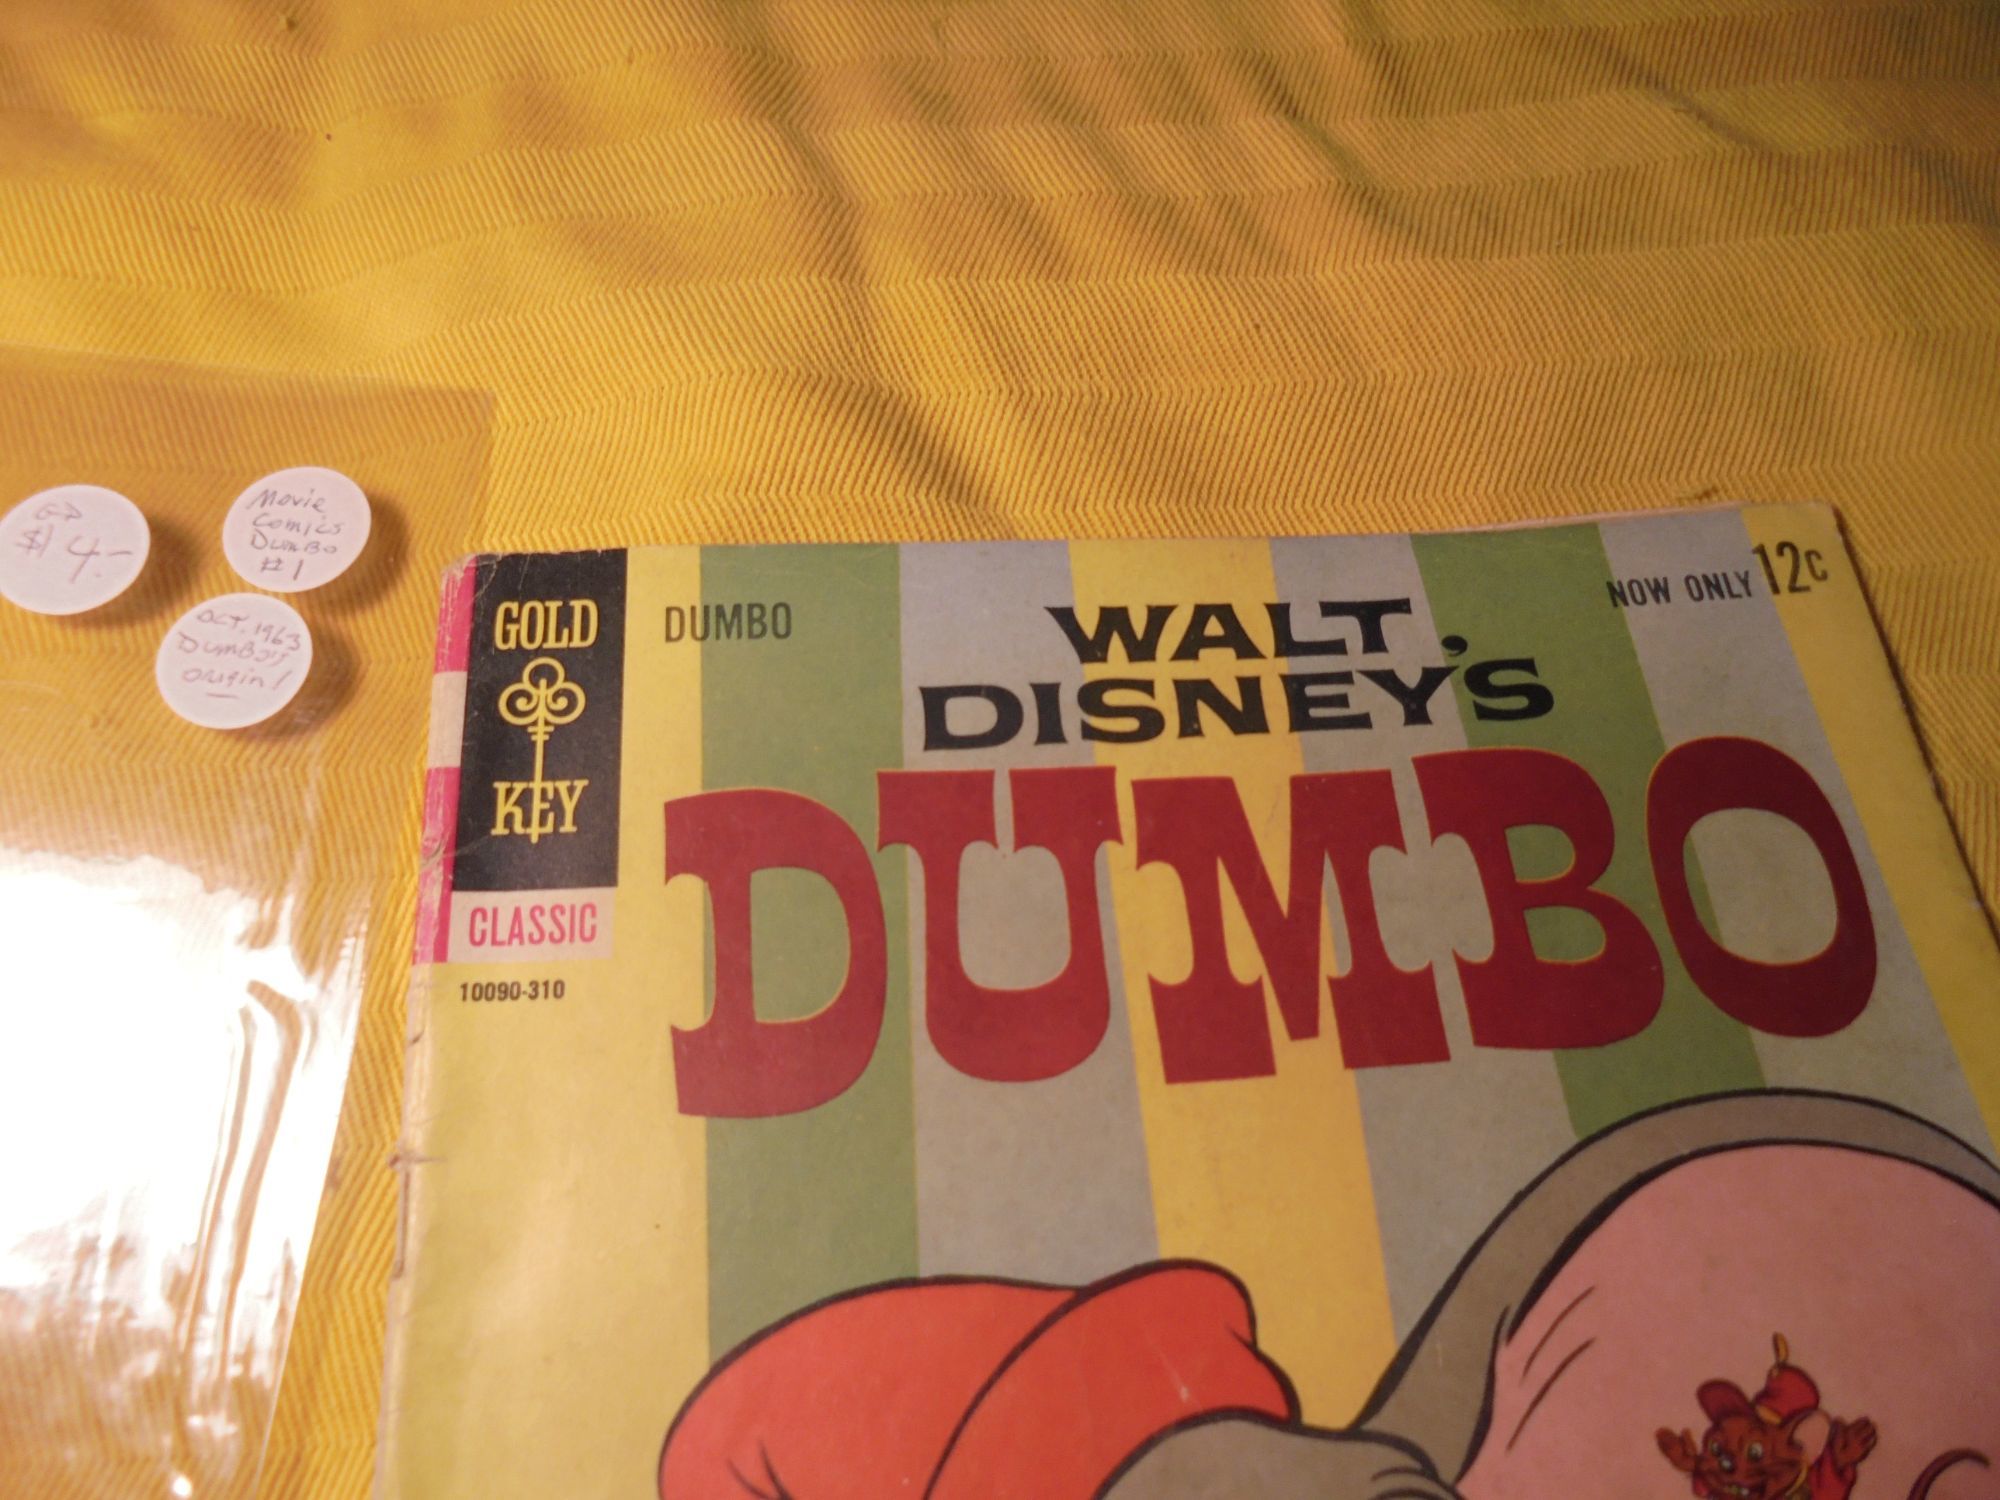 GD
$14.-
Movie
Comics
Dumbo
#1
OCT. 1963
Dumbo's
origin!
GOLD
KEY
CLASSIC
10090-310
DUMBO
WALT
DISNEY'S
DUMBO
NOW ONLY 12c